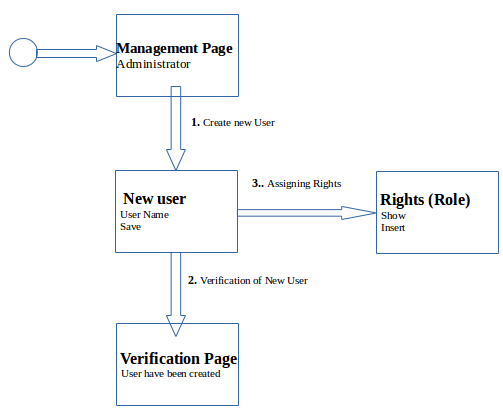 Management Page
Administrator
1. Create new User
New user
User Name
Save
3.. Assigning Rights
Rights (Role)
Show
Insert
2. Verification of New User
Verification Page
User have been created